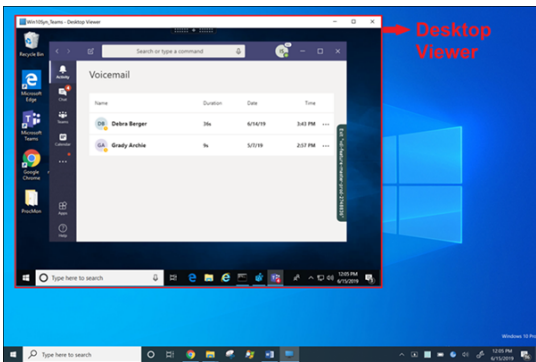 Win10Syn_Teams - Desktop Viewer
Desktop
Viewer
Recycle Bin
Microsoft
Edge
Microsoft
Teams
Google
Chrome
ProcMon
Search or type a command
Activity
Chat
Teams
Calendar
Apps
Help
Voicemail
Name Duration Date Time
DB Debra Berger 36s 6/14/19 3:43 PM
GA Grady Archie 9s 5/7/19 2:57 PM
Type here to search
12:05 PM
6/15/2019
Windows 10 Pro
Type here to search
12:05 PM
6/15/2019